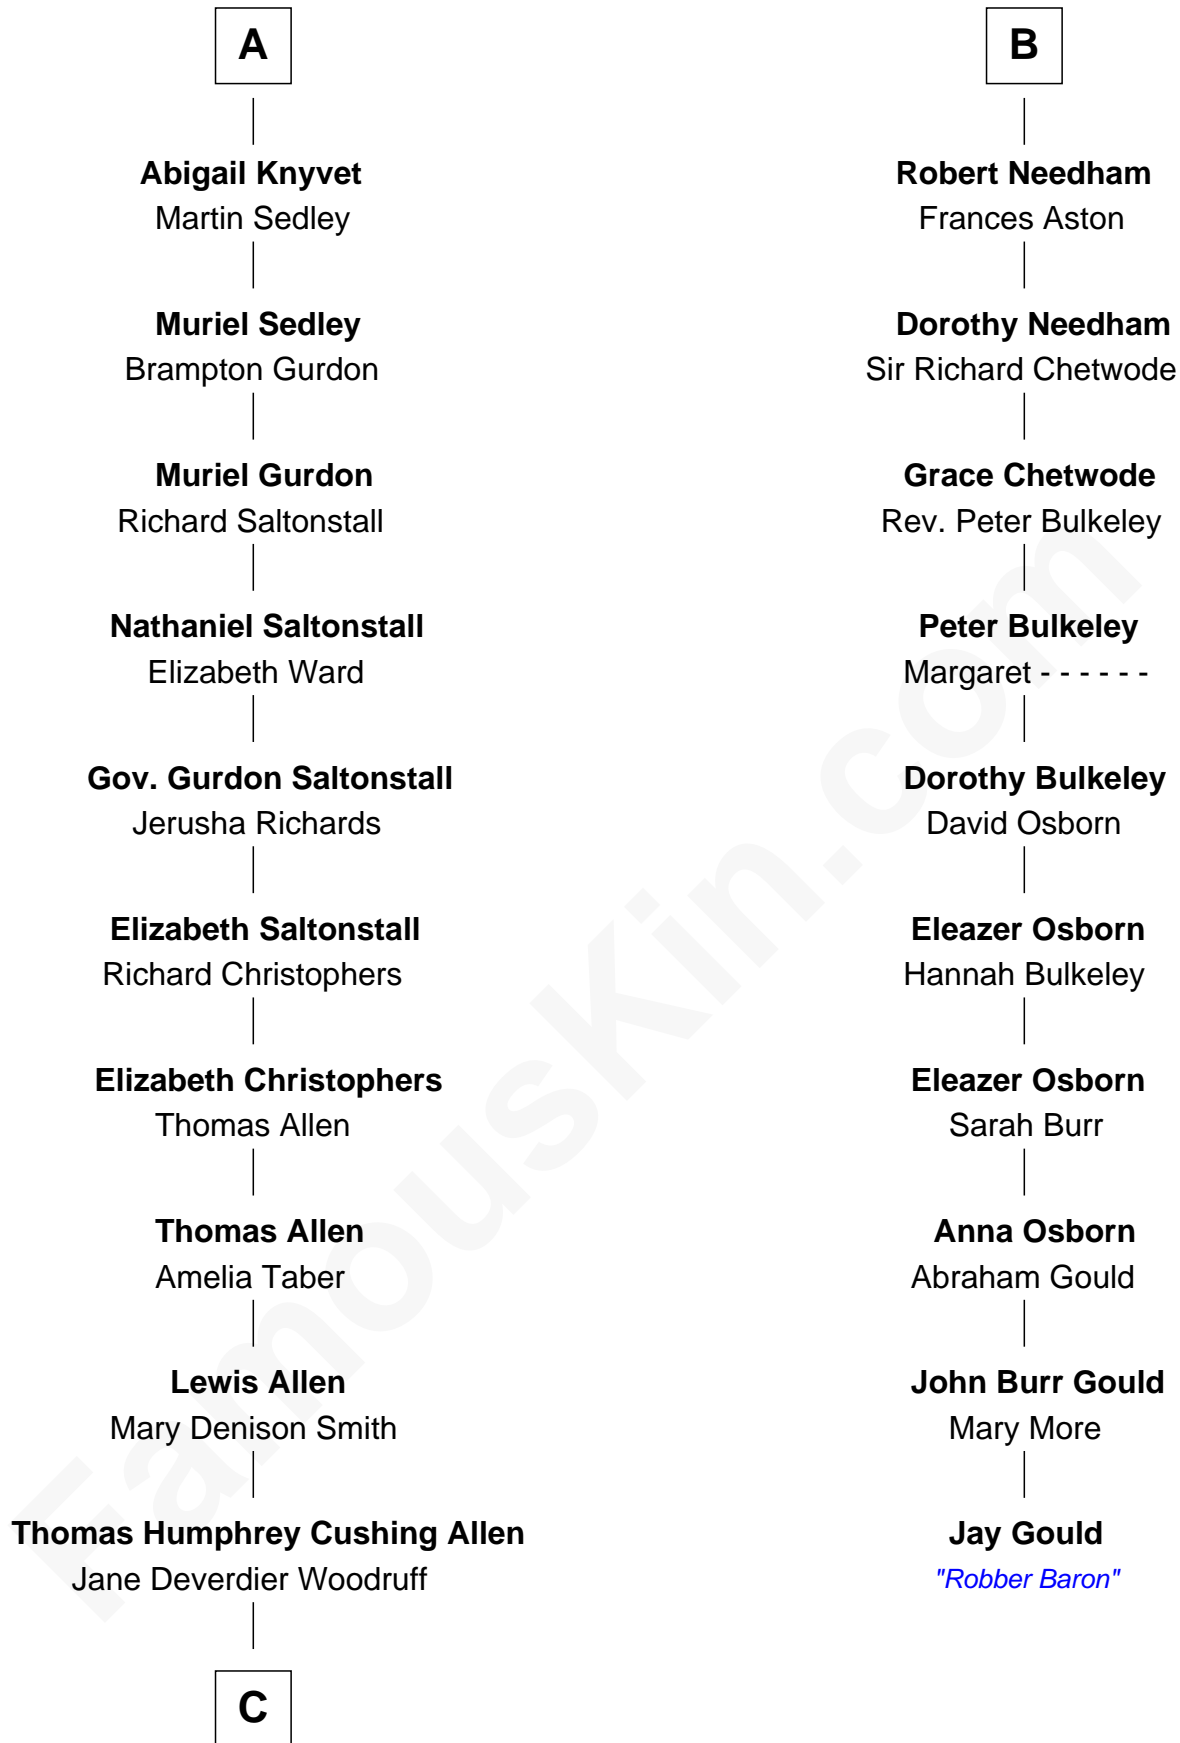 A
Abigail Knyvet
Martin Sedley
Muriel Sedley
Brampton Gurdon
Muriel Gurdon
Richard Saltonstall
Nathaniel Saltonstall
Elizabeth Ward
Gov. Gurdon Saltonstall
Jerusha Richards
Elizabeth Saltonstall
Richard Christophers
Elizabeth Christophers
Thomas Allen
Thomas Allen
Amelia Taber
Lewis Allen
Mary Denison Smith
Thomas Humphrey Cushing Allen
Jane Deverdier Woodruff
C
B
Robert Needham
Frances Aston
Dorothy Needham
Sir Richard Chetwode
Grace Chetwode
Rev. Peter Bulkeley
Peter Bulkeley
Margaret - - - - - -
Dorothy Bulkeley
David Osborn
Eleazer Osborn
Hannah Bulkeley
Eleazer Osborn
Sarah Burr
Anna Osborn
Abraham Gould
John Burr Gould
Mary More
Jay Gould
"Robber Baron"
FamousKin.com